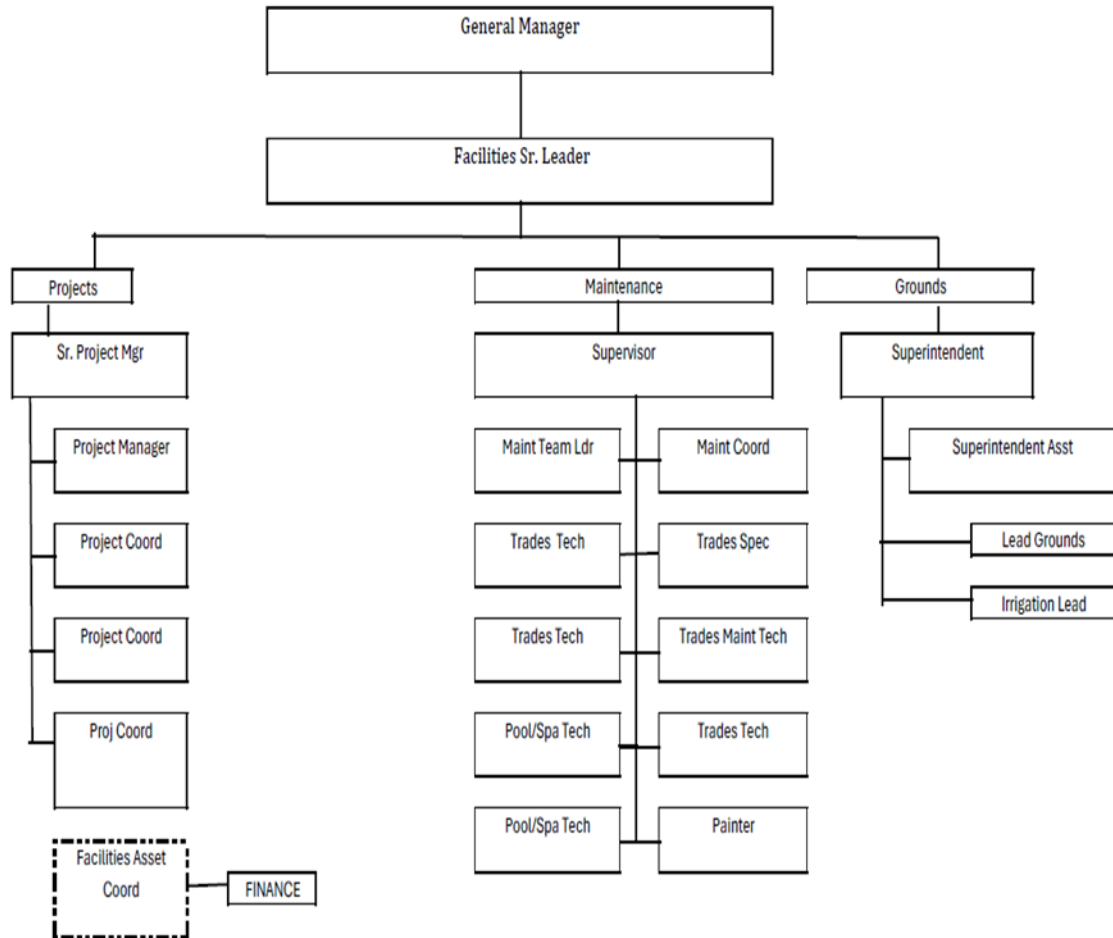 General Manager
Facilities Sr. Leader
Projects
Maintenance
Grounds
Sr. Project Mgr
Supervisor
Superintendent
Project Manager
Maint Team Ldr
Maint Coord
Superintendent Asst
Project Coord
Trades Tech
Trades Spec
Lead Grounds
Irrigation Lead
Project Coord
Trades Tech
Trades Maint Tech
Proj Coord
Pool/Spa Tech
Trades Tech
Pool/Spa Tech
Painter
Facilities Asset
Coord
FINANCE